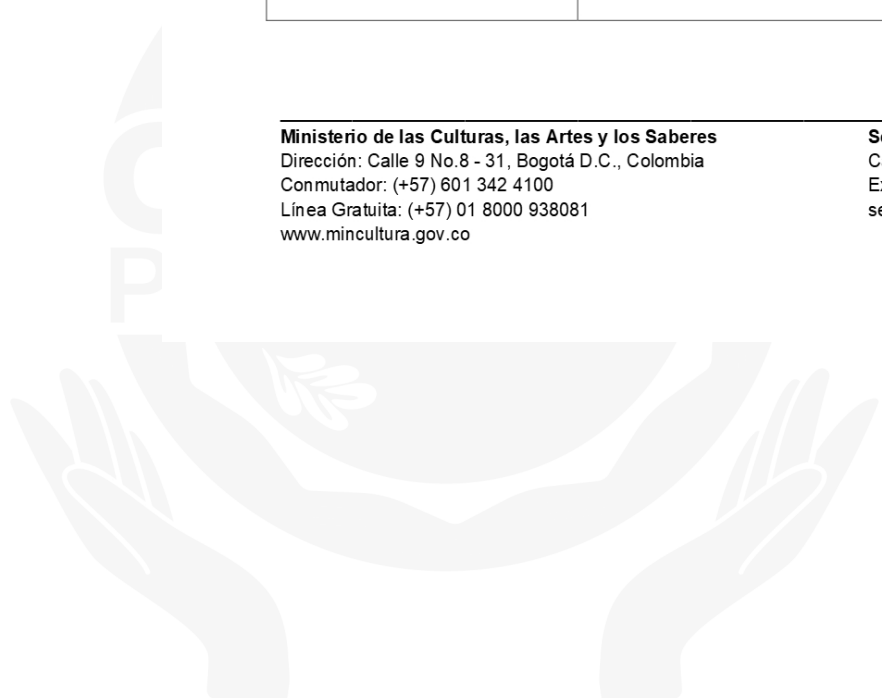 Ministerio de las Culturas, las Artes y los Saberes
Dirección: Calle 9 No.8 - 31, Bogotá D.C., Colombia
Conmutador: (+57) 601 342 4100
Línea Gratuita: (+57) 01 8000 938081
www.mincultura.gov.co